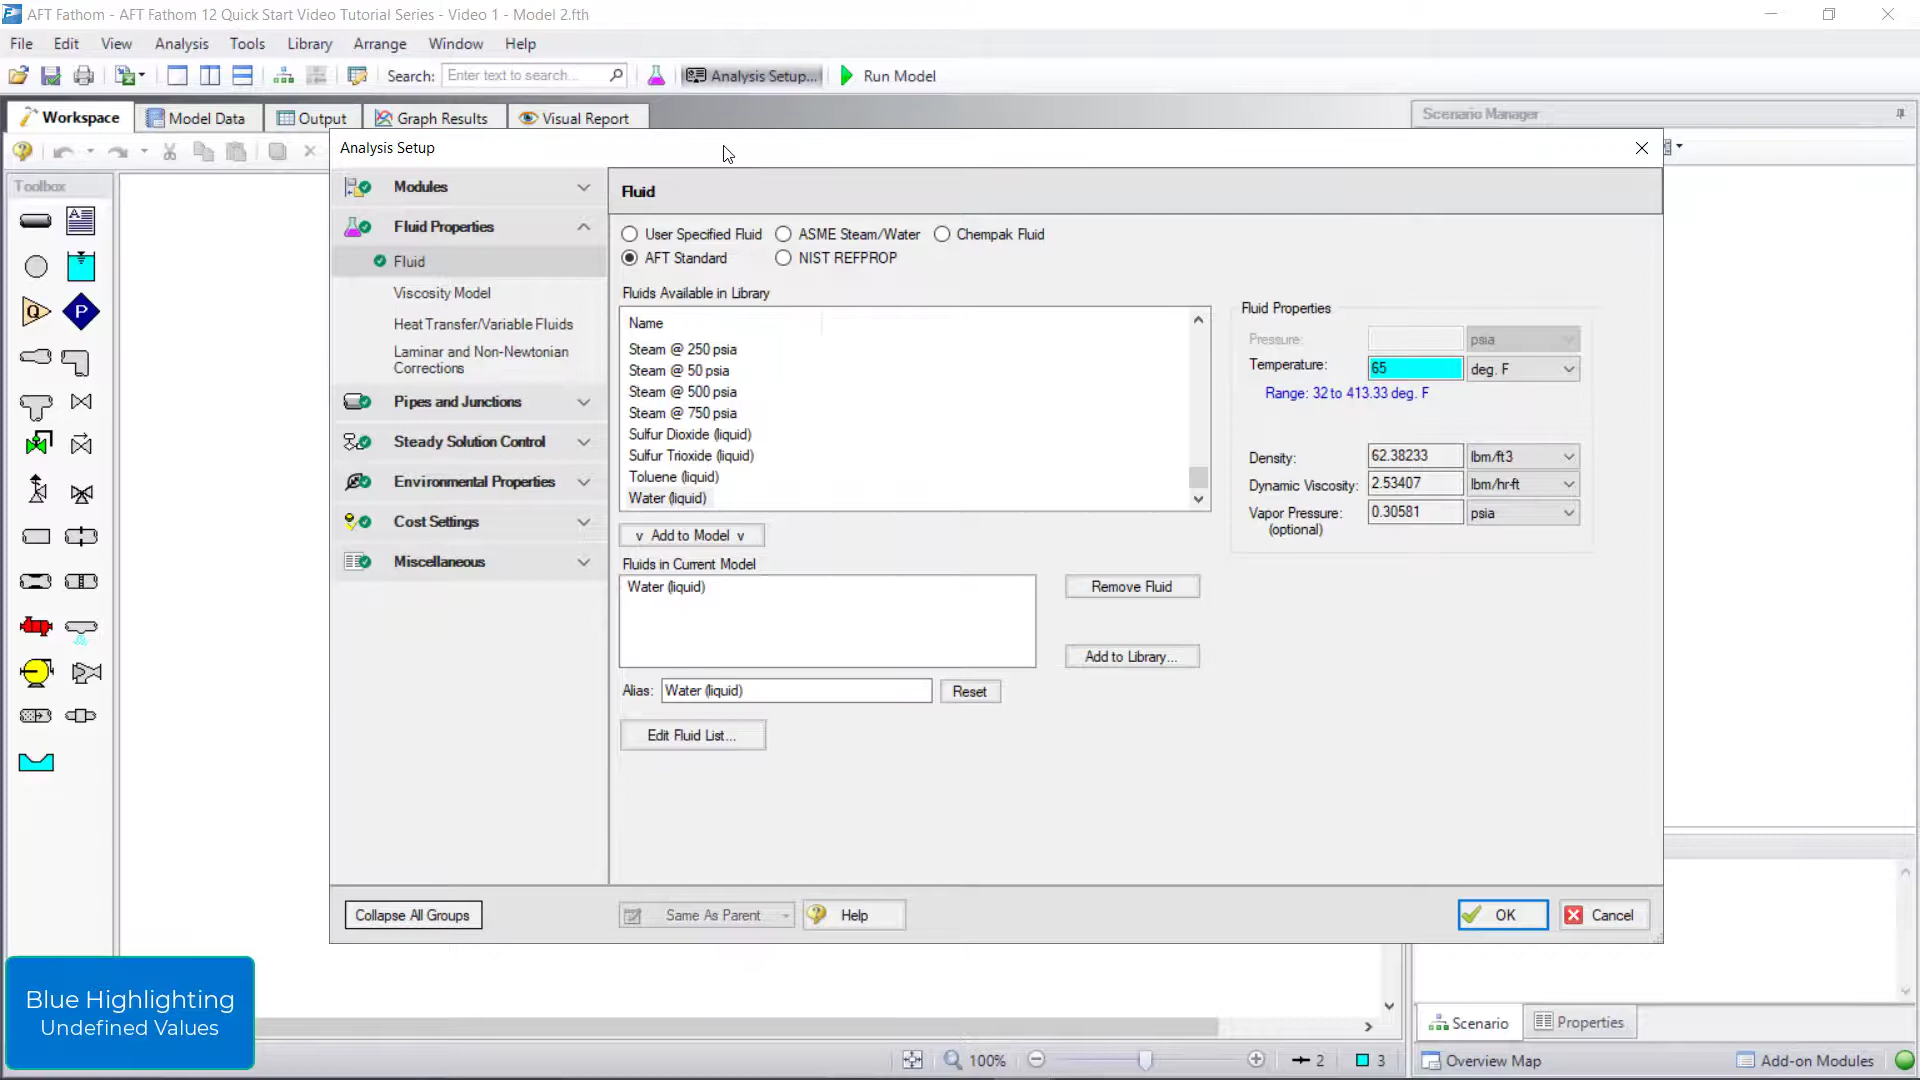 AFT Fathom - AFT Fathom 12 Quick Start Video Tutorial Series - Video 1 - Model 2.fth
File Edit View Analysis Tools Library Arrange Window Help
Search: Enter text to search... Analysis Setup... Run Model
Workspace Model Data Output Graph Results Visual Report
Scenario Manager
Toolbox
A
Q
P
Analysis Setup
Modules
Fluid Properties
Fluid
Viscosity Model
Heat Transfer/Variable Fluids
Laminar and Non-Newtonian
Corrections
Pipes and Junctions
Steady Solution Control
Environmental Properties
Cost Settings
Miscellaneous
Collapse All Groups
Fluid
User Specified Fluid ASME Steam/Water Chempak Fluid
AFT Standard NIST REFPROP
Fluids Available in Library
Name
Steam @ 250 psia
Steam @ 50 psia
Steam @ 500 psia
Steam @ 750 psia
Sulfur Dioxide (liquid)
Sulfur Trioxide (liquid)
Toluene (liquid)
Water (liquid)
v Add to Model v
Fluids in Current Model
Water (liquid)
Remove Fluid
Add to Library...
Alias: Water (liquid) Reset
Edit Fluid List...
Fluid Properties
Pressure: psia
Temperature: 65 deg. F
Range: 32 to 413.33 deg. F
Density: 62.38233 lbm/ft3
Dynamic Viscosity: 2.53407 lbm/hr-ft
Vapor Pressure: 0.30581 psia
(optional)
Same As Parent Help OK Cancel
Blue Highlighting
Undefined Values
Scenario Properties
100% 2 3 Overview Map Add-on Modules